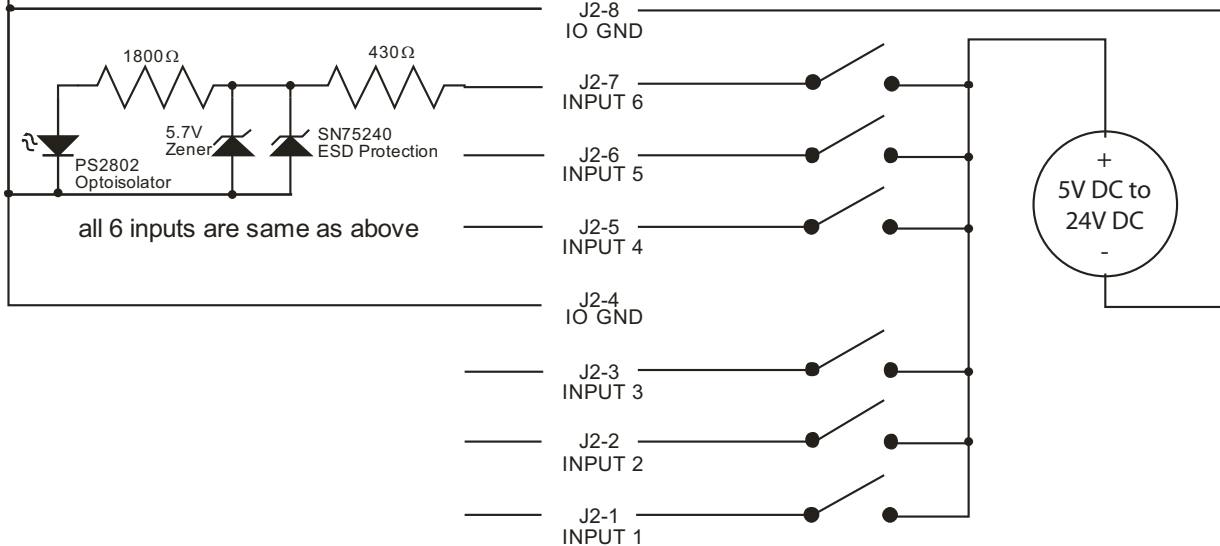 J2-8
IO GND
1800Ω
430Ω
J2-7
INPUT 6
5.7V
Zener
SN75240
ESD Protection
PS2802
Optoisolator
J2-6
INPUT 5
+
5V DC to
24V DC
-
all 6 inputs are same as above
J2-5
INPUT 4
J2-4
IO GND
J2-3
INPUT 3
J2-2
INPUT 2
J2-1
INPUT 1